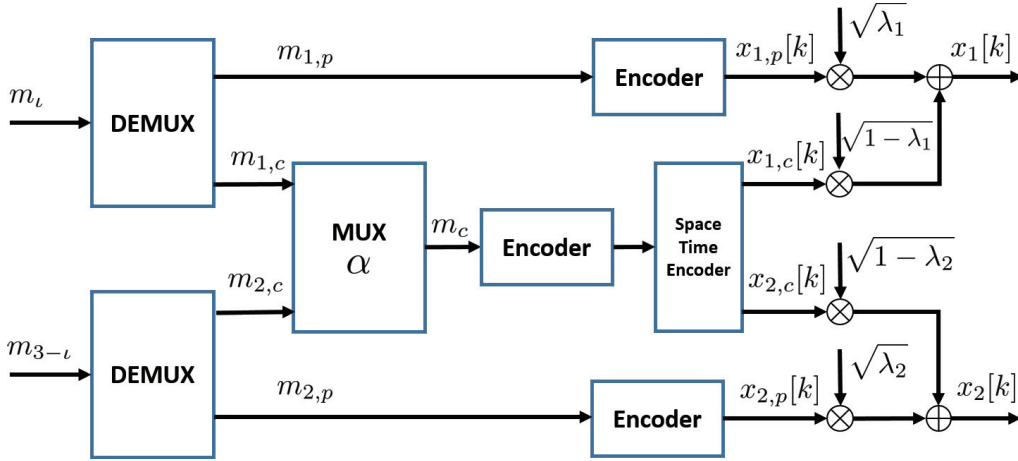 m_{1,p} x_{1,p}[k] √λ_1 x_1[k]
m_ι DEMUX Encoder
m_{1,c} x_{1,c}[k] √(1 − λ_1)
MUX α
m_c Encoder
Space Time Encoder
m_{2,c} x_{2,c}[k] √(1 − λ_2)
m_{3−ι} DEMUX
m_{2,p} x_{2,p}[k] √λ_2 x_2[k]
Encoder